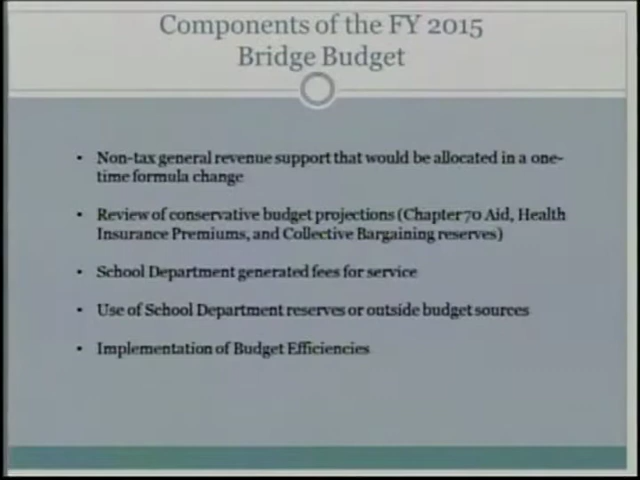 Components of the FY 2015
Bridge Budget
• Non-tax general revenue support that would be allocated in a one-
time formula change
• Review of conservative budget projections (Chapter 70 Aid, Health
Insurance Premiums, and Collective Bargaining reserves)
• School Department generated fees for service
• Use of School Department reserves or outside budget sources
• Implementation of Budget Efficiencies